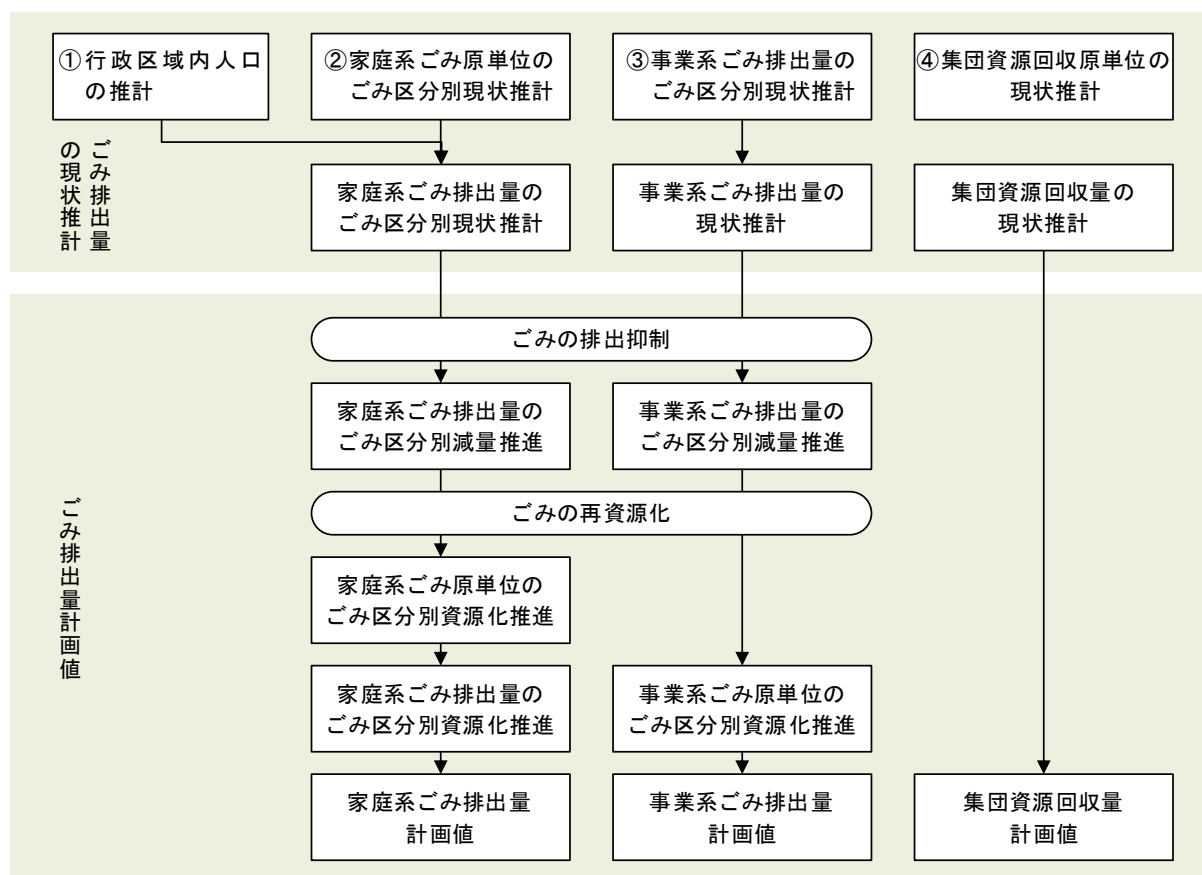 ①行政区域内人口
の推計
②家庭系ごみ原単位の
ごみ区分別現状推計
③事業系ごみ排出量の
ごみ区分別現状推計
④集団資源回収原単位の
現状推計
ごみ排出量
の現状推計
家庭系ごみ排出量の
ごみ区分別現状推計
事業系ごみ排出量の
現状推計
集団資源回収量の
現状推計
ごみ排出量計画値
ごみの排出抑制
家庭系ごみ排出量の
ごみ区分別減量推進
事業系ごみ排出量の
ごみ区分別減量推進
ごみの再資源化
家庭系ごみ原単位の
ごみ区分別資源化推進
家庭系ごみ排出量の
ごみ区分別資源化推進
事業系ごみ原単位の
ごみ区分別資源化推進
家庭系ごみ排出量
計画値
事業系ごみ排出量
計画値
集団資源回収量
計画値